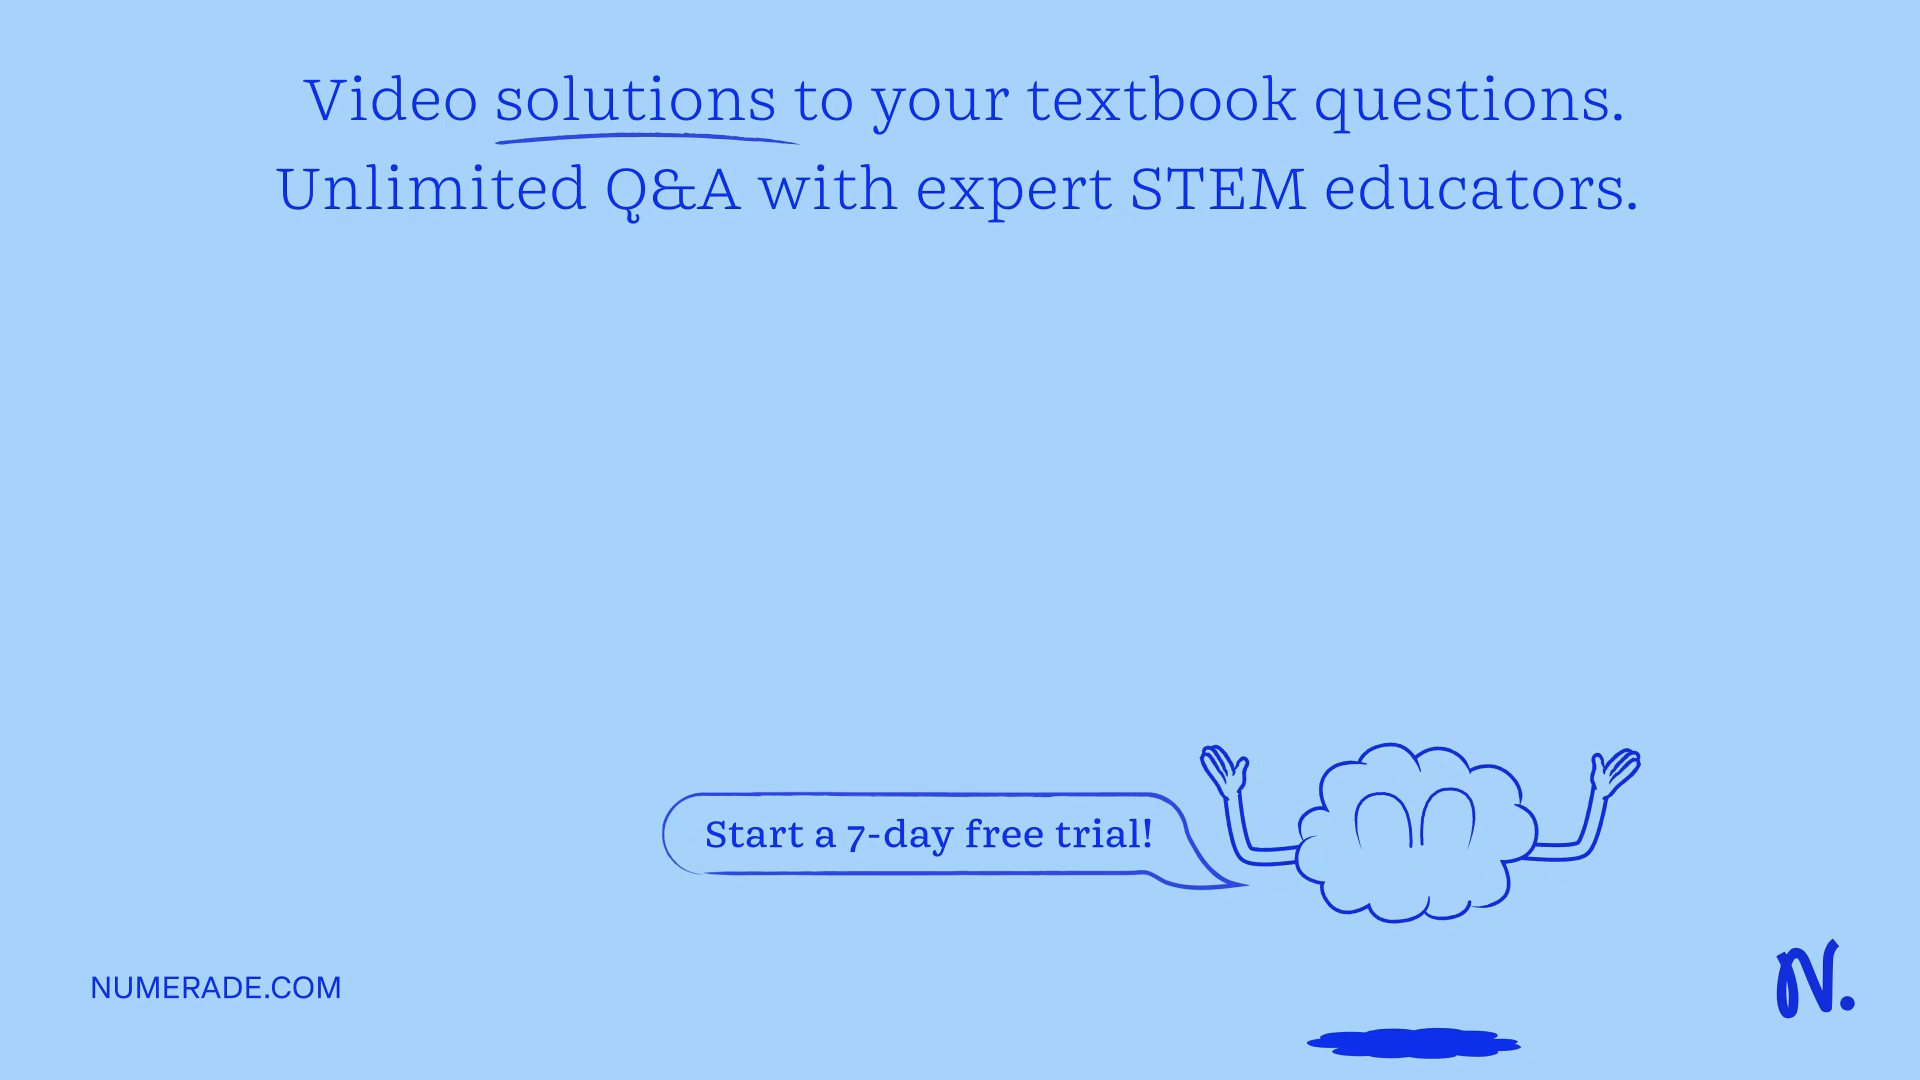 Video solutions to your textbook questions.
Unlimited Q&A with expert STEM educators.
Start a 7-day free trial!
NUMERADE.COM
N.